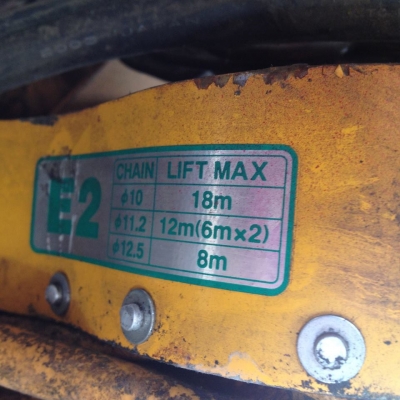 E2
CHAIN LIFT MAX
φ10 18m
φ11.2 12m(6m×2)
φ12.5 8m